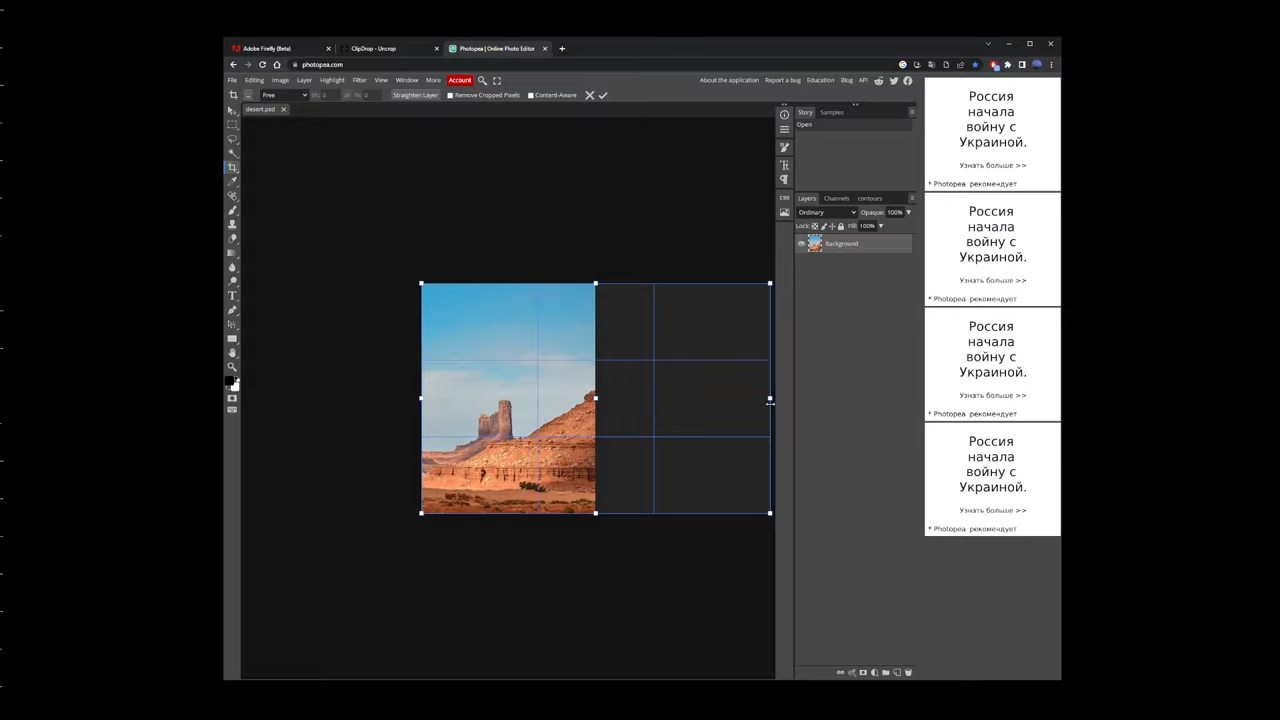 Adobe Firefly (Beta)
ClipDrop - Uncrop
Photopea | Online Photo Editor
photopea.com
File Editing Image Layer Highlight Filter View Window More Account
About the application Report a bug Education Blog API
Free
0
0
Straighten Layer Remove Cropped Pixels Content-Aware
desert.psd
Story Samples
Open
CSS
Layers Channels contours
Ordinary Opaque: 100%
Lock: Fill: 100%
Background
Россия
начала
войну с
Украиной.
Узнать больше >>
* Photopea рекомендует
Россия
начала
войну с
Украиной.
Узнать больше >>
* Photopea рекомендует
Россия
начала
войну с
Украиной.
Узнать больше >>
* Photopea рекомендует
Россия
начала
войну с
Украиной.
Узнать больше >>
* Photopea рекомендует